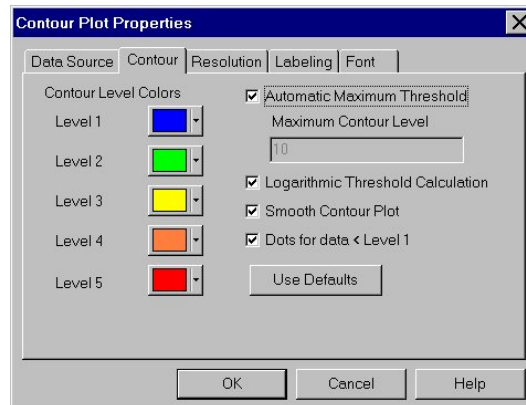 Contour Plot Properties
Data Source Contour Resolution Labeling Font
Contour Level Colors
Level 1
Level 2
Level 3
Level 4
Level 5
Automatic Maximum Threshold
Maximum Contour Level
10
Logarithmic Threshold Calculation
Smooth Contour Plot
Dots for data < Level 1
Use Defaults
OK Cancel Help